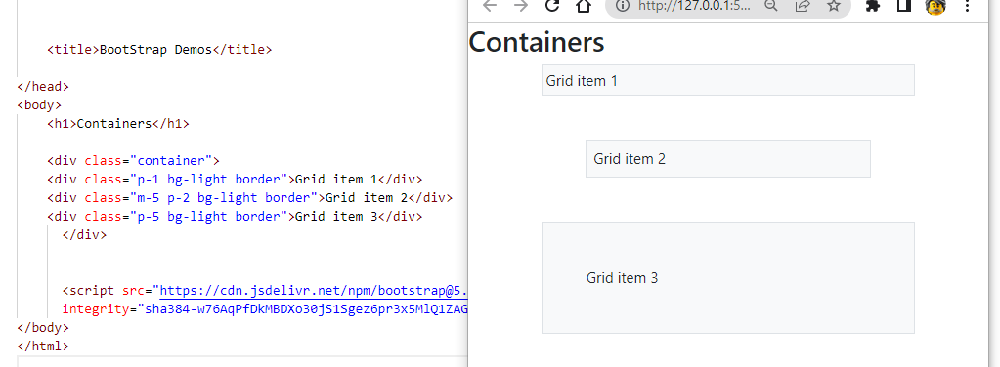 <title>BootStrap Demos</title>
</head>
<body>
<h1>Containers</h1>
<div class="container">
<div class="p-1 bg-light border">Grid item 1</div>
<div class="m-5 p-2 bg-light border">Grid item 2</div>
<div class="p-5 bg-light border">Grid item 3</div>
</div>
<script src="https://cdn.jsdelivr.net/npm/bootstrap@5.
integrity="sha384-w76AqPfDkMBDXo30jS1Sgez6pr3x5MlQ1ZAG
</body>
</html>
http://127.0.0.1:5...
Containers
Grid item 1
Grid item 2
Grid item 3